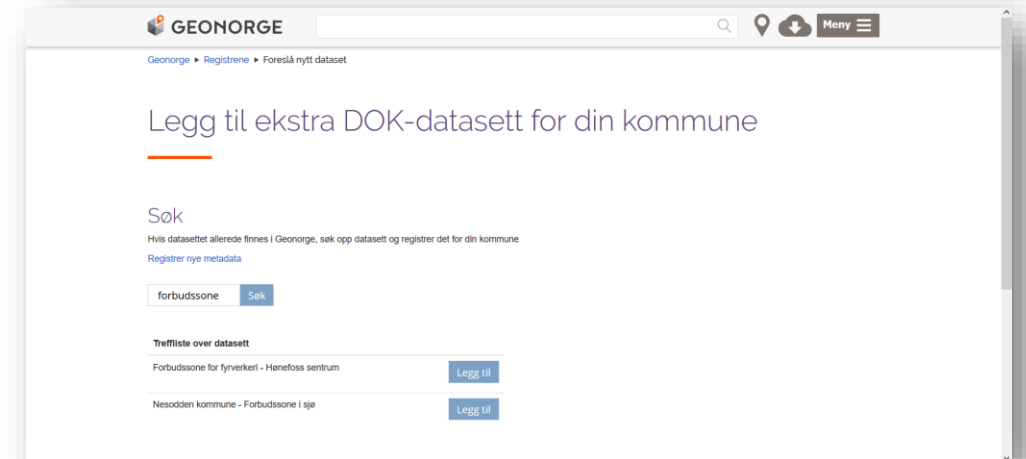 GEONORGE
Meny
Geonorge ▸ Registrene ▸ Foreslå nytt dataset
Legg til ekstra DOK-datasett for din kommune
Søk
Hvis datasettet allerede finnes i Geonorge, søk opp datasett og registrer det for din kommune
Registrer nye metadata
forbudssone Søk
Treffliste over datasett
Forbudssone for fyrverkeri - Hønefoss sentrum Legg til
Nesodden kommune - Forbudssone i sjø Legg til